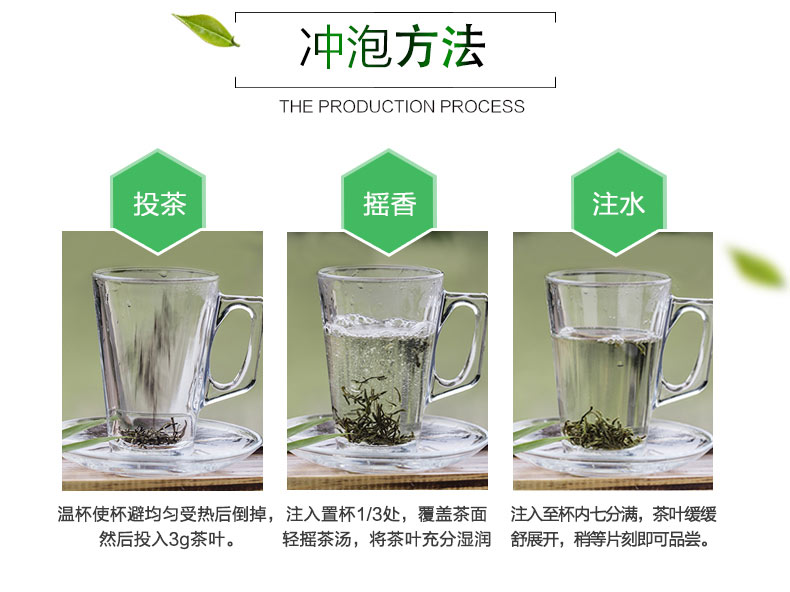 冲泡方法
THE PRODUCTION PROCESS
投茶
摇香
注水
温杯使杯避均匀受热后倒掉，
然后投入3g茶叶。
注入置杯1/3处，覆盖茶面
轻摇茶汤，将茶叶充分湿润
注入至杯内七分满，茶叶缓缓
舒展开，稍等片刻即可品尝。